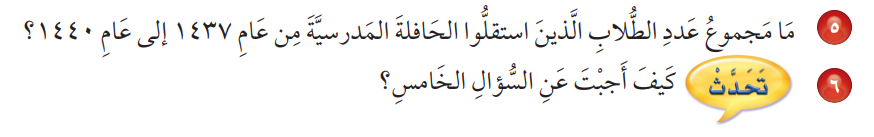 ٥ مَا مَجموعُ عَددِ الطُّلابِ الَّذينَ استقلُّوا الحَافلةَ المَدرسيَّةَ مِن عَامِ ١٤٣٧ إلى عَامِ ١٤٤٠؟
٦ تَحَدَّثْ كَيفَ أَجبْتَ عَنِ السُّؤالِ الخَامسِ؟